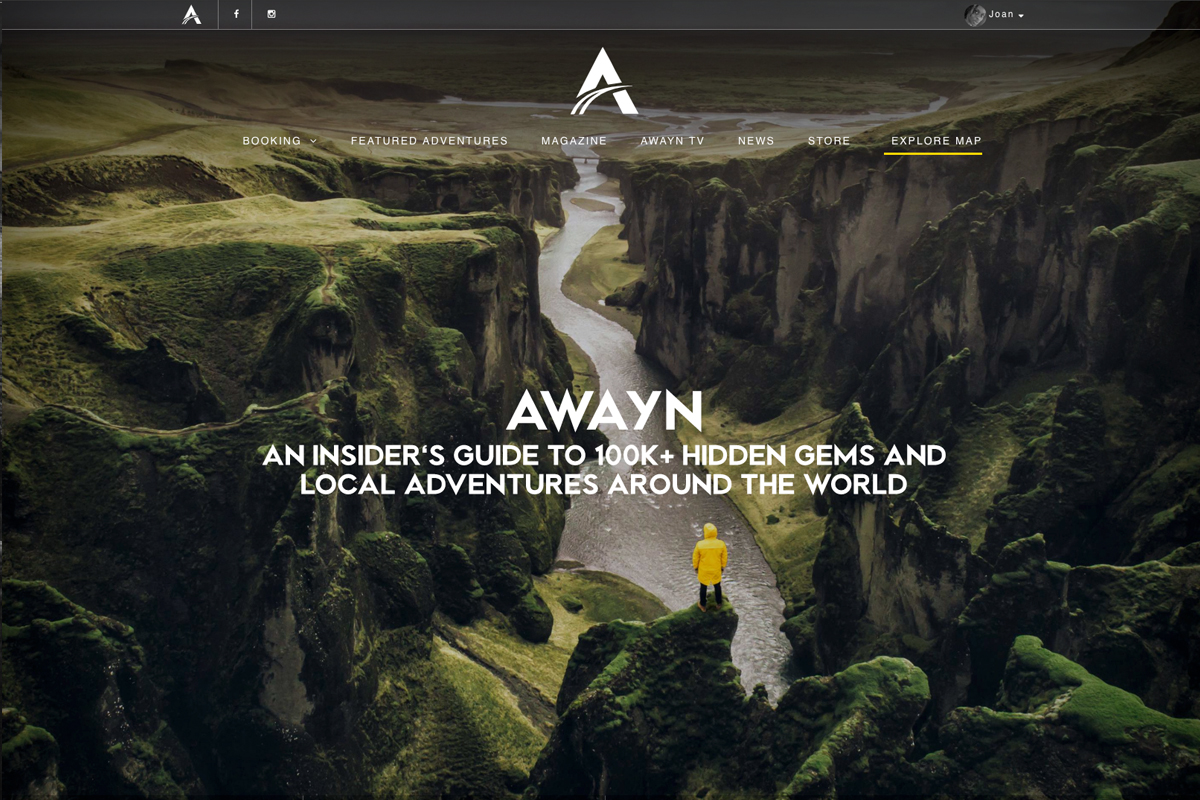 Joan
BOOKING FEATURED ADVENTURES MAGAZINE AWAYN TV NEWS STORE EXPLORE MAP
AWAYN
AN INSIDER‘S GUIDE TO 100K+ HIDDEN GEMS AND
LOCAL ADVENTURES AROUND THE WORLD